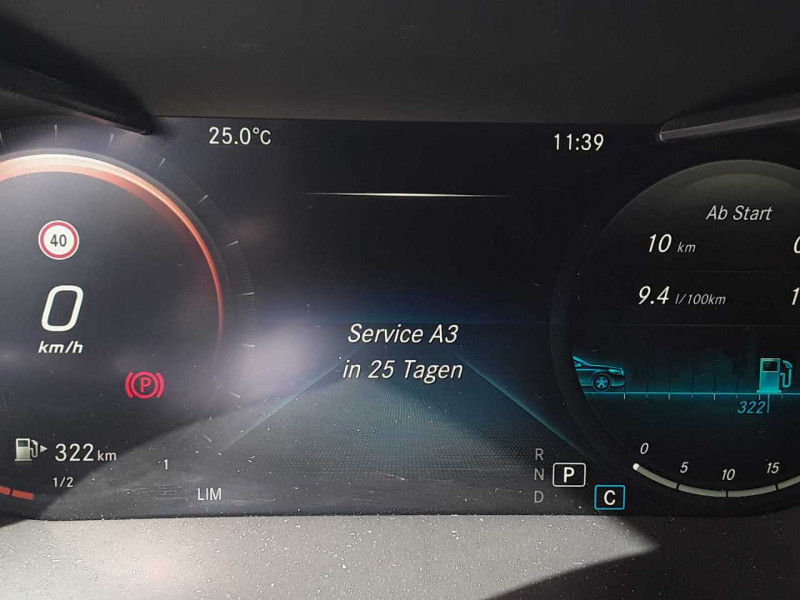 25.0°C
11:39
40
0
km/h
P
322 km
1/2
1
LIM
Service A3
in 25 Tagen
R
N P
D
C
Ab Start
10 km
9.4 l/100km
322
0 5 10 15